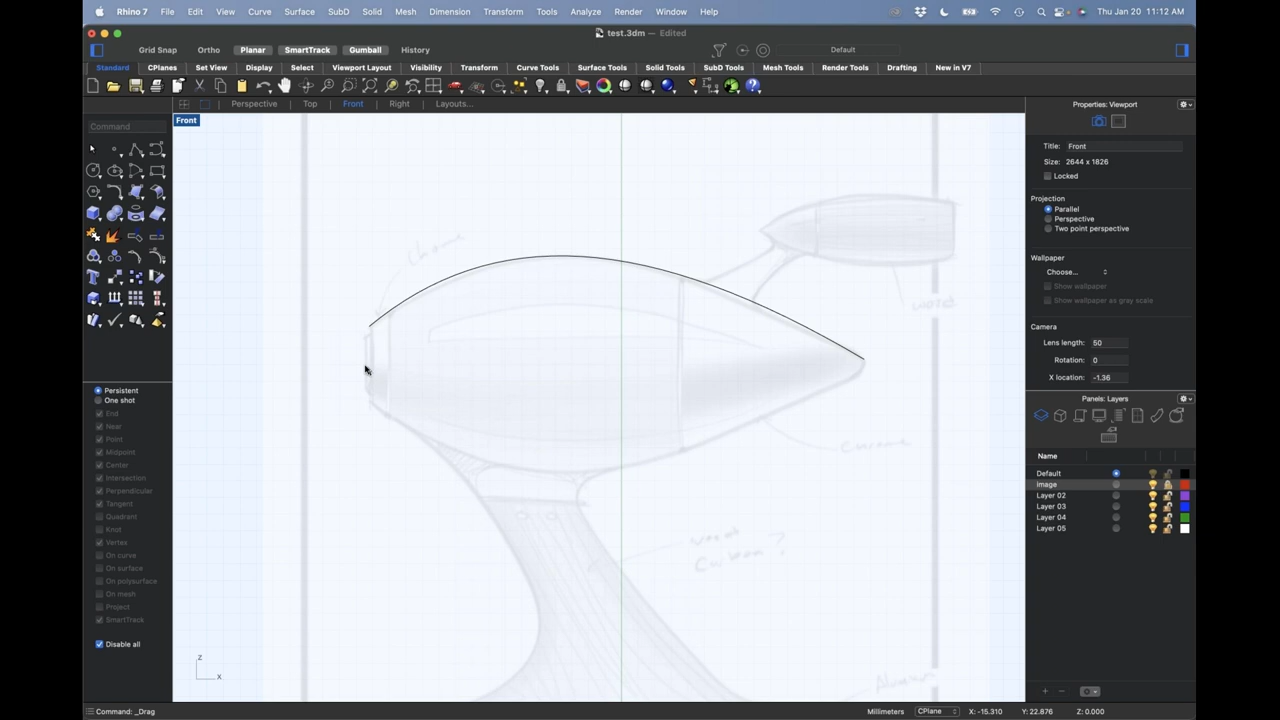 Rhino 7 File Edit View Curve Surface SubD Solid Mesh Dimension Transform Tools Analyze Render Window Help Thu Jan 20 11:12 AM
test.3dm — Edited
Grid Snap Ortho Planar SmartTrack Gumball History Default
Standard CPlanes Set View Display Select Viewport Layout Visibility Transform Curve Tools Surface Tools Solid Tools SubD Tools Mesh Tools Render Tools Drafting New in V7
Perspective Top Front Right Layouts...
Properties: Viewport
Front
Command
Title: Front
Size: 2644 x 1826
Locked
Projection
Parallel
Perspective
Two point perspective
Wallpaper
Choose...
Show wallpaper
Show wallpaper as gray scale
Camera
Lens length: 50
Rotation: 0
X location: -1.36
Persistent
One shot
End
Near
Point
Midpoint
Center
Intersection
Perpendicular
Tangent
Quadrant
Knot
Vertex
On curve
On surface
On polysurface
On mesh
Project
SmartTrack
Disable all
Panels: Layers
Name
Default
Image
Layer 02
Layer 03
Layer 04
Layer 05
Chrome
wood
Carbon ?
z
x
Command: _Drag
Millimeters CPlane X: -15.310 Y: 22.876 Z: 0.000